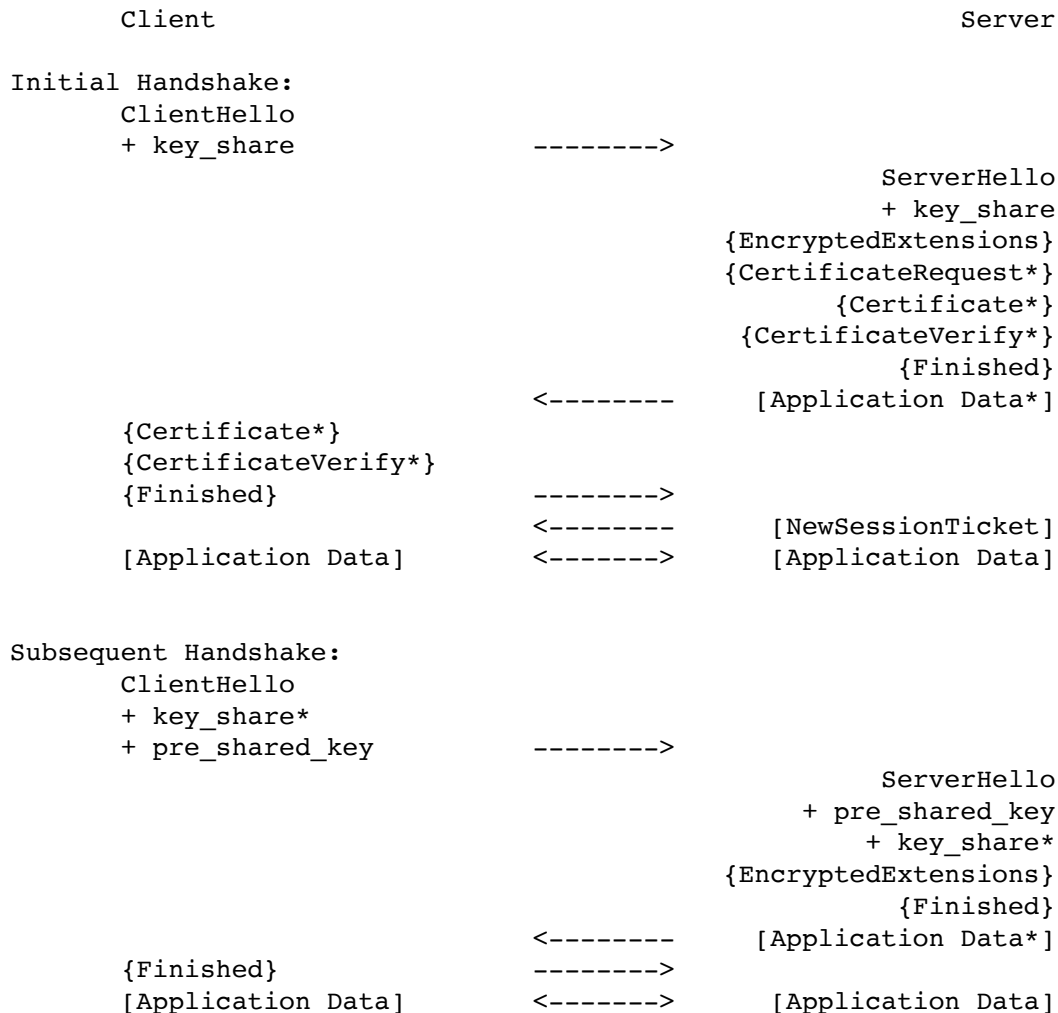 Client Server
Initial Handshake:
ClientHello
+ key_share -------->
ServerHello
+ key_share
{EncryptedExtensions}
{CertificateRequest*}
{Certificate*}
{CertificateVerify*}
{Finished}
<-------- [Application Data*]
{Certificate*}
{CertificateVerify*}
{Finished} -------->
<-------- [NewSessionTicket]
[Application Data] <-------> [Application Data]
Subsequent Handshake:
ClientHello
+ key_share*
+ pre_shared_key -------->
ServerHello
+ pre_shared_key
+ key_share*
{EncryptedExtensions}
{Finished}
<-------- [Application Data*]
{Finished} -------->
[Application Data] <-------> [Application Data]